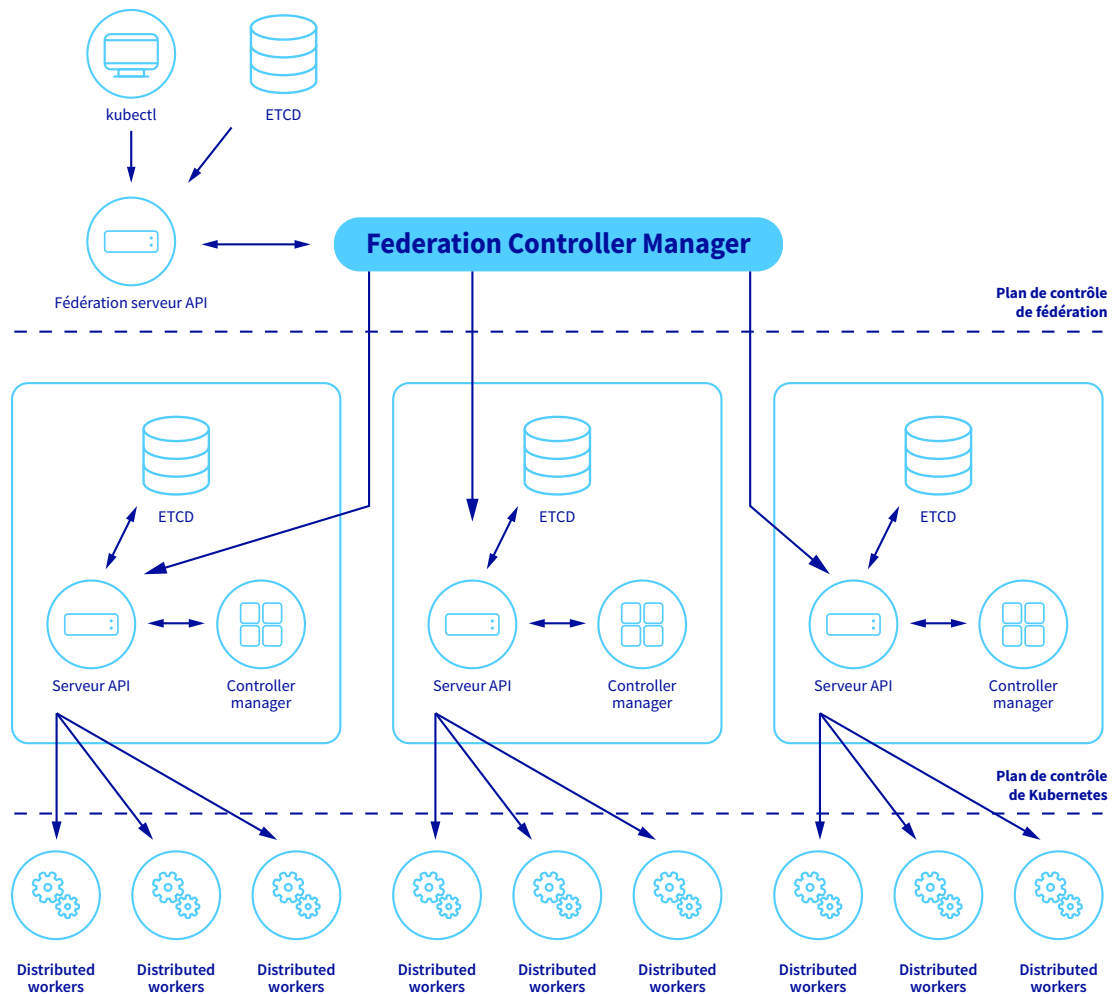 kubectl
ETCD
Federation Controller Manager
Fédération serveur API
Plan de contrôle
de fédération
ETCD
ETCD
ETCD
Serveur API
Controller
manager
Serveur API
Controller
manager
Serveur API
Controller
manager
Plan de contrôle
de Kubernetes
Distributed
workers
Distributed
workers
Distributed
workers
Distributed
workers
Distributed
workers
Distributed
workers
Distributed
workers
Distributed
workers
Distributed
workers